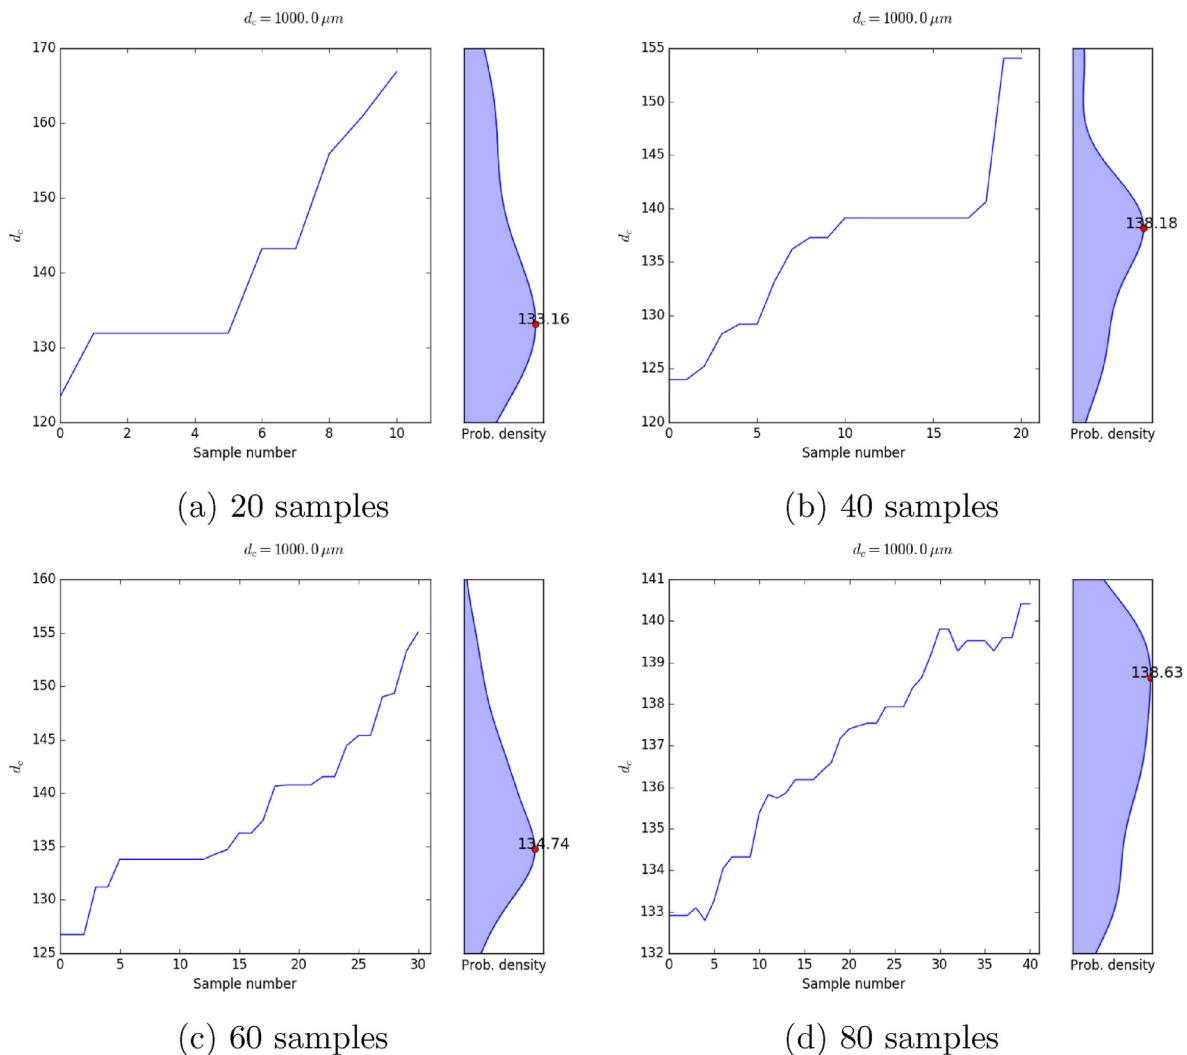 d_c = 1000.0 μm
170
160
150
140
130
120
d_c
0 2 4 6 8 10
Sample number
133.16
Prob. density
(a) 20 samples
d_c = 1000.0 μm
155
150
145
140
135
130
125
120
d_c
0 5 10 15 20
Sample number
138.18
Prob. density
(b) 40 samples
d_c = 1000.0 μm
160
155
150
145
140
135
130
125
d_c
0 5 10 15 20 25 30
Sample number
134.74
Prob. density
(c) 60 samples
d_c = 1000.0 μm
141
140
139
138
137
136
135
134
133
132
d_c
0 5 10 15 20 25 30 35 40
Sample number
138.63
Prob. density
(d) 80 samples